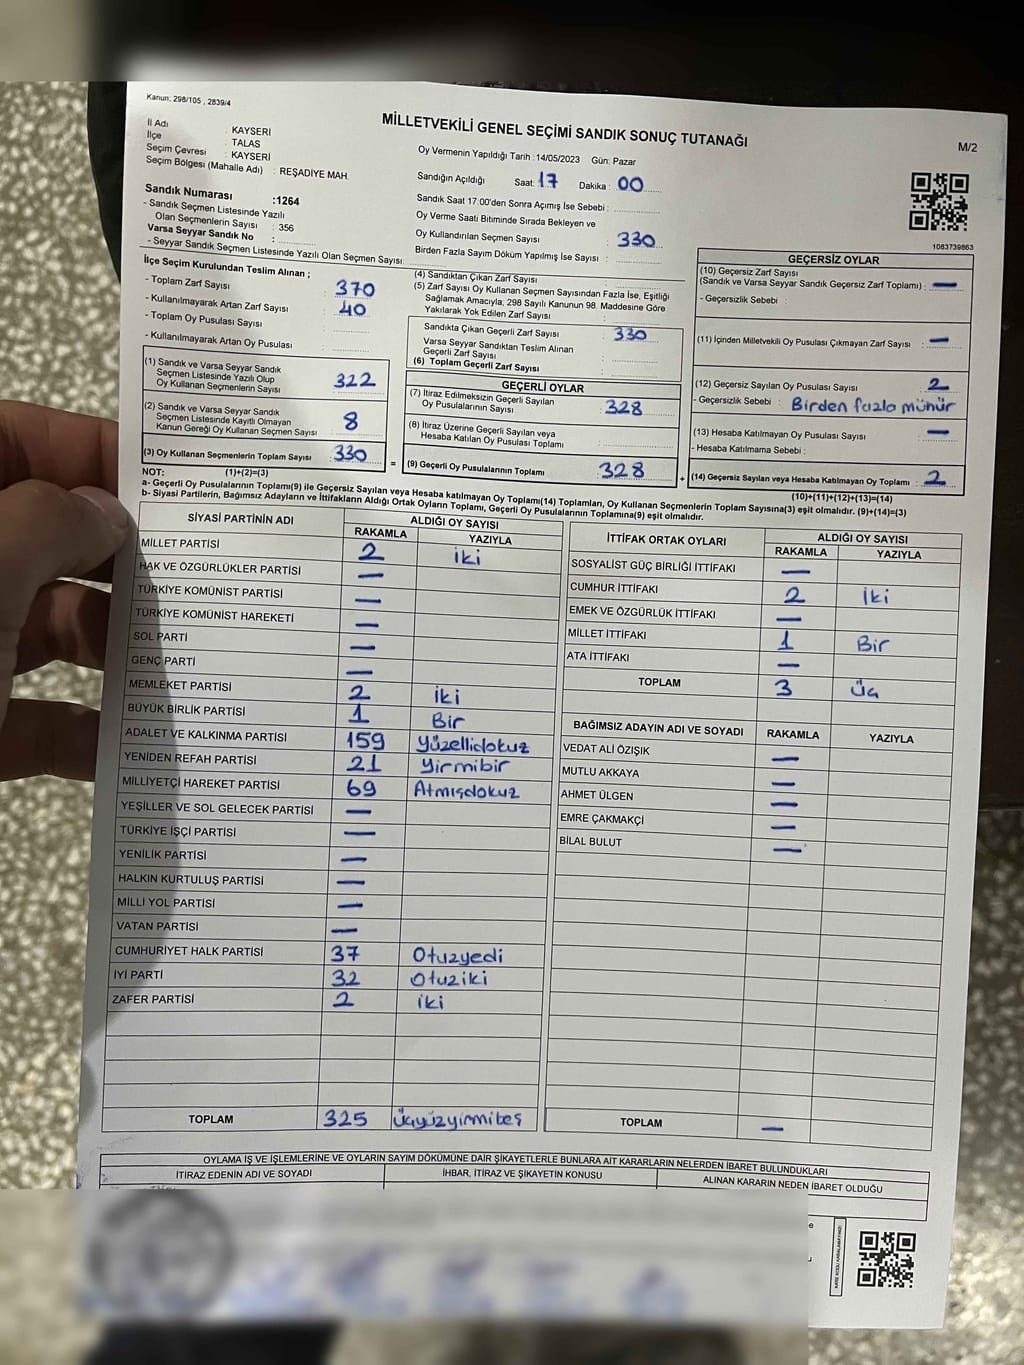 Kanun; 298/105 , 2839/4
MİLLETVEKİLİ GENEL SEÇİMİ SANDIK SONUÇ TUTANAĞI
M/2
İl Adı : KAYSERİ
İlçe : TALAS
Seçim Çevresi : KAYSERİ
Seçim Bölgesi (Mahalle Adı) : REŞADİYE MAH.
Sandık Numarası :1264
- Sandık Seçmen Listesinde Yazılı
Olan Seçmenlerin Sayısı : 356
Varsa Seyyar Sandık No :
- Seyyar Sandık Seçmen Listesinde Yazılı Olan Seçmen Sayısı:
Oy Vermenin Yapıldığı Tarih : 14/05/2023 Gün: Pazar
Sandığın Açıldığı Saat: 17 Dakika : 00
Sandık Saat 17:00'den Sonra Açımış İse Sebebi :
Oy Verme Saati Bitiminde Sırada Bekleyen ve
Oy Kullandırılan Seçmen Sayısı : 330
Birden Fazla Sayım Döküm Yapılmış İse Sayısı :
1083739863
İlçe Seçim Kurulundan Teslim Alınan ;
- Toplam Zarf Sayısı : 370
- Kullanılmayarak Artan Zarf Sayısı : 40
- Toplam Oy Pusulası Sayısı :
- Kullanılmayarak Artan Oy Pusulası :
(1) Sandık ve Varsa Seyyar Sandık
Seçmen Listesinde Yazılı Olup
Oy Kullanan Seçmenlerin Sayısı : 322
(2) Sandık ve Varsa Seyyar Sandık
Seçmen Listesinde Kayıtlı Olmayan
Kanun Gereği Oy Kullanan Seçmen Sayısı : 8
(3) Oy Kullanan Seçmenlerin Toplam Sayısı : 330
(4) Sandıktan Çıkan Zarf Sayısı :
(5) Zarf Sayısı Oy Kullanan Seçmen Sayısından Fazla İse, Eşitliği
Sağlamak Amacıyla, 298 Sayılı Kanunun 98. Maddesine Göre
Yakılarak Yok Edilen Zarf Sayısı :
Sandıkta Çıkan Geçerli Zarf Sayısı : 330
Varsa Seyyar Sandıktan Teslim Alınan
Geçerli Zarf Sayısı :
(6) Toplam Geçerli Zarf Sayısı :
GEÇERLİ OYLAR
(7) İtiraz Edilmeksizin Geçerli Sayılan
Oy Pusulalarının Sayısı : 328
(8) İtiraz Üzerine Geçerli Sayılan veya
Hesaba Katılan Oy Pusulası Toplamı :
= (9) Geçerli Oy Pusulalarının Toplamı : 328 +
GEÇERSİZ OYLAR
(10) Geçersiz Zarf Sayısı
(Sandık ve Varsa Seyyar Sandık Geçersiz Zarf Toplamı) : —
- Geçersizlik Sebebi :
(11) İçinden Milletvekili Oy Pusulası Çıkmayan Zarf Sayısı : —
(12) Geçersiz Sayılan Oy Pusulası Sayısı : 2
- Geçersizlik Sebebi : Birden fazla mühür
(13) Hesaba Katılmayan Oy Pusulası Sayısı : —
- Hesaba Katılmama Sebebi :
(14) Geçersiz Sayılan veya Hesaba Katılmayan Oy Toplamı : 2
NOT: (1)+(2)=(3)
(10)+(11)+(12)+(13)=(14)
a- Geçerli Oy Pusulası Toplamı(9) ile Geçersiz Sayılan veya Hesaba katılmayan Oy Toplamı(14) Toplamları, Oy Kullanan Seçmenlerin Toplam Sayısına(3) eşit olmalıdır. (9)+(14)=(3)
b- Siyasi Partilerin, Bağımsız Adayların ve İttifakların Aldığı Ortak Oyların Toplamı, Geçerli Oy Pusulalarının Toplamına(9) eşit olmalıdır.
SİYASİ PARTİNİN ADI ALDIĞI OY SAYISI
RAKAMLA YAZIYLA
MİLLET PARTİSİ 2 iki
HAK VE ÖZGÜRLÜKLER PARTİSİ —
TÜRKİYE KOMÜNİST PARTİSİ —
TÜRKİYE KOMÜNİST HAREKETİ —
SOL PARTİ —
GENÇ PARTİ —
MEMLEKET PARTİSİ 2 iki
BÜYÜK BİRLİK PARTİSİ 1 Bir
ADALET VE KALKINMA PARTİSİ 159 Yüzellidokuz
YENİDEN REFAH PARTİSİ 21 Yirmibir
MİLLİYETÇİ HAREKET PARTİSİ 69 Atmışdokuz
YEŞİLLER VE SOL GELECEK PARTİSİ —
TÜRKİYE İŞÇİ PARTİSİ —
YENİLİK PARTİSİ —
HALKIN KURTULUŞ PARTİSİ —
MİLLİ YOL PARTİSİ —
VATAN PARTİSİ —
CUMHURİYET HALK PARTİSİ 37 Otuzyedi
İYİ PARTİ 32 Otuziki
ZAFER PARTİSİ 2 iki
TOPLAM 325 üçyüzyirmibeş
İTTİFAK ORTAK OYLARI ALDIĞI OY SAYISI
RAKAMLA YAZIYLA
SOSYALİST GÜÇ BİRLİĞİ İTTİFAKI —
CUMHUR İTTİFAKI 2 iki
EMEK VE ÖZGÜRLÜK İTTİFAKI —
MİLLET İTTİFAKI 1 Bir
ATA İTTİFAKI —
TOPLAM 3 üç
BAĞIMSIZ ADAYIN ADI VE SOYADI RAKAMLA YAZIYLA
VEDAT ALİ ÖZIŞIK —
MUTLU AKKAYA —
AHMET ÜLGEN —
EMRE ÇAKMAKÇI —
BİLAL BULUT —
TOPLAM —
OYLAMA İŞ VE İŞLEMLERİNE VE OYLARIN SAYIM DÖKÜMÜNE DAİR ŞİKAYETLERLE BUNLARA AİT KARARLARIN NELERDEN İBARET BULUNDUKLARI
İTİRAZ EDENİN ADI VE SOYADI İHBAR, İTİRAZ VE ŞİKAYETİN KONUSU ALINAN KARARIN NEDEN İBARET OLDUĞU